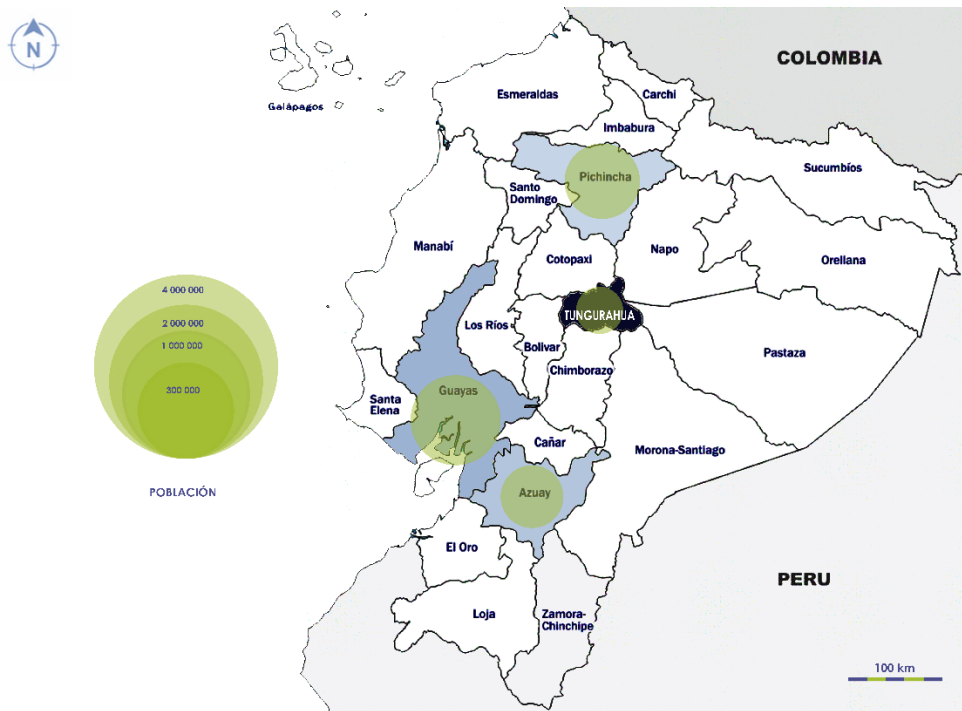 N
COLOMBIA
Galápagos
Esmeraldas
Carchi
Imbabura
Sucumbíos
Pichincha
Santo
Domingo
Manabí
Napo
Cotopaxi
Orellana
4 000 000
2 000 000
1 000 000
300 000
POBLACIÓN
TUNGURAHUA
Los Ríos
Bolivar
Pastaza
Chimborazo
Guayas
Santa
Elena
Cañar
Morona-Santiago
Azuay
El Oro
PERU
Loja
Zamora-
Chinchipe
100 km